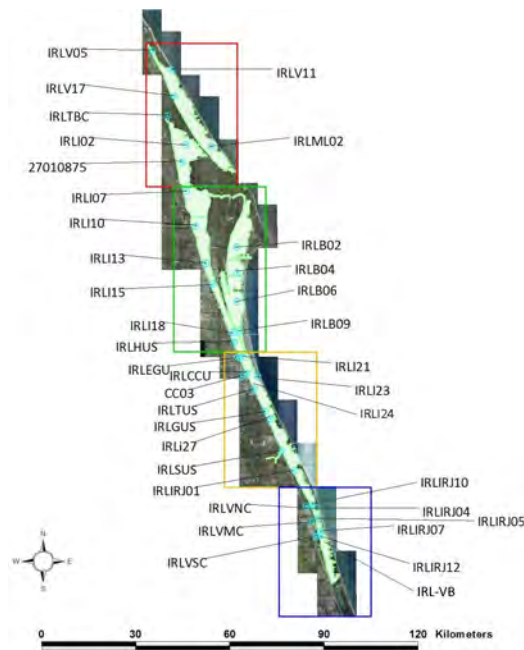 IRLV05
IRLV11
IRLV17
IRLTBC
IRLI02
IRLML02
27010875
IRLI07
IRLI10
IRLB02
IRLI13
IRLB04
IRLI15
IRLB06
IRLI18
IRLB09
IRLHUS
IRLEGU
IRLI21
IRLCCU
IRLI23
CC03
IRLTUS
IRLI24
IRLGUS
IRLi27
IRLSUS
IRLIRJ01
IRLIRJ10
IRLVNC
IRLIRJ04
IRLIRJ05
IRLVMC
IRLIRJ07
IRLVSC
IRLIRJ12
IRL-VB
N
W E
S
0 30 60 90 120 Kilometers